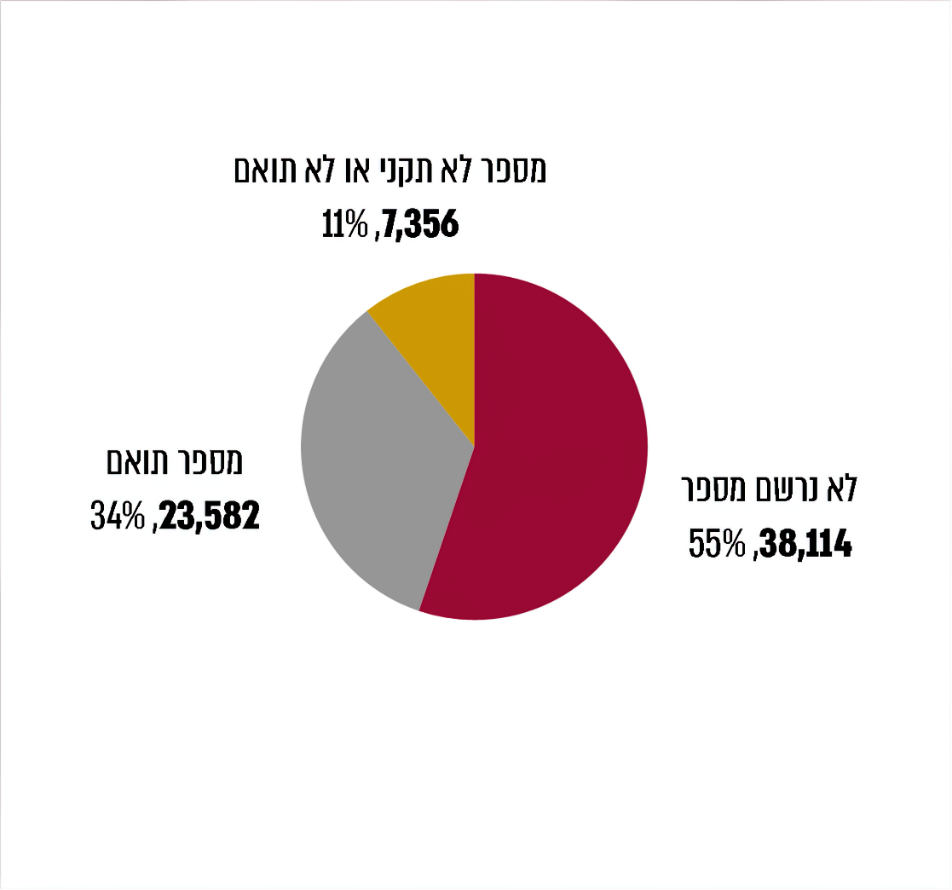 מספר לא תקני או לא תואם
7,356, 11%
מספר תואם
23,582, 34%
לא נרשם מספר
38,114, 55%